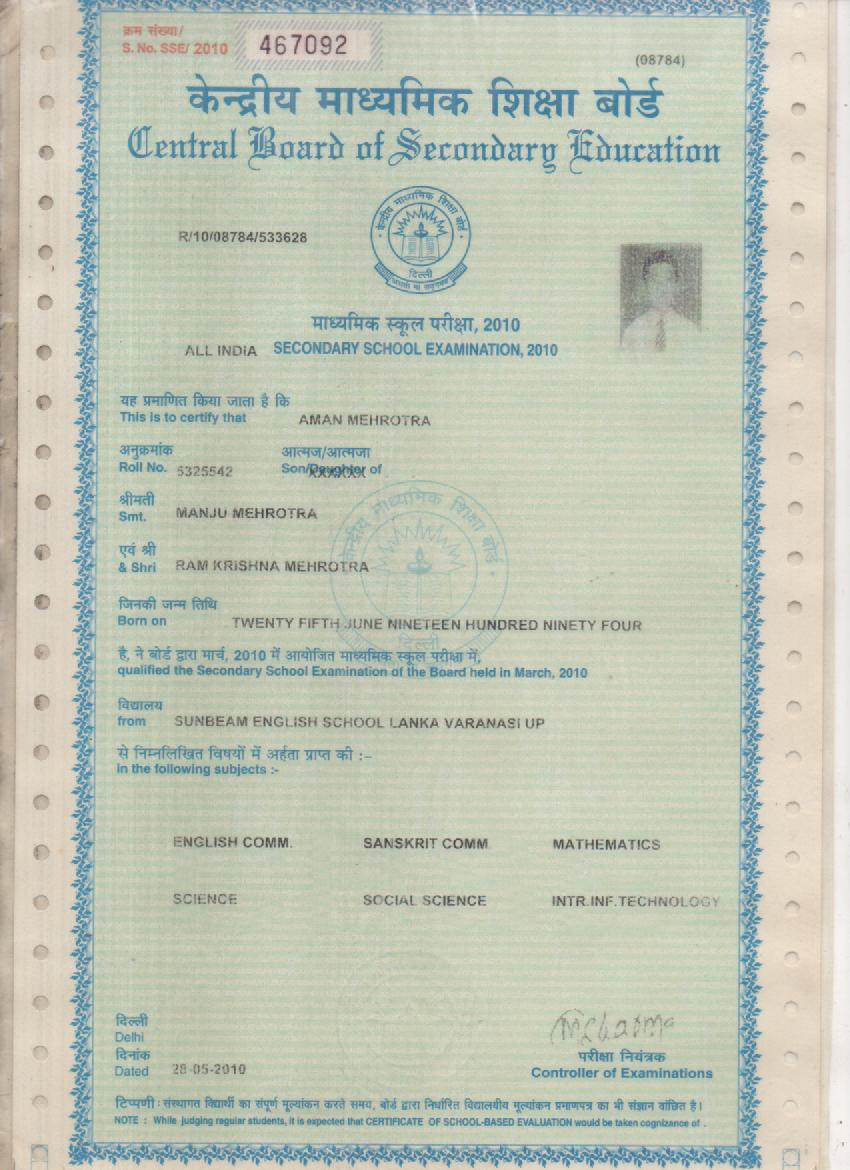 क्रम संख्या/
S. No. SSE/ 2010 467092
(08784)
केन्द्रीय माध्यमिक शिक्षा बोर्ड
Central Board of Secondary Education
R/10/08784/533628
केन्द्रीय माध्यमिक शिक्षा बोर्ड
दिल्ली
माध्यमिक स्कूल परीक्षा, 2010
ALL INDIA SECONDARY SCHOOL EXAMINATION, 2010
यह प्रमाणित किया जाता है कि
This is to certify that AMAN MEHROTRA
अनुक्रमांक आत्मज/आत्मजा
Roll No. 5325542 Son/Daughter of
श्रीमती
Smt. MANJU MEHROTRA
एवं श्री
& Shri RAM KRISHNA MEHROTRA
जिनकी जन्म तिथि
Born on TWENTY FIFTH JUNE NINETEEN HUNDRED NINETY FOUR
है, ने बोर्ड द्वारा मार्च, 2010 में आयोजित माध्यमिक स्कूल परीक्षा में,
qualified the Secondary School Examination of the Board held in March, 2010
विद्यालय
from SUNBEAM ENGLISH SCHOOL LANKA VARANASI UP
से निम्नलिखित विषयों में अर्हता प्राप्त की :–
in the following subjects :-
ENGLISH COMM. SANSKRIT COMM. MATHEMATICS
SCIENCE SOCIAL SCIENCE INTR.INF.TECHNOLOGY
दिल्ली
Delhi
दिनांक परीक्षा नियंत्रक
Dated 28-05-2010 Controller of Examinations
टिप्पणी : संस्थागत विद्यार्थी का संपूर्ण मूल्यांकन करते समय, बोर्ड द्वारा निर्धारित विद्यालयीय मूल्यांकन प्रमाणपत्र का भी संज्ञान वांछित है।
NOTE : While judging regular students, it is expected that CERTIFICATE OF SCHOOL-BASED EVALUATION would be taken cognizance of .